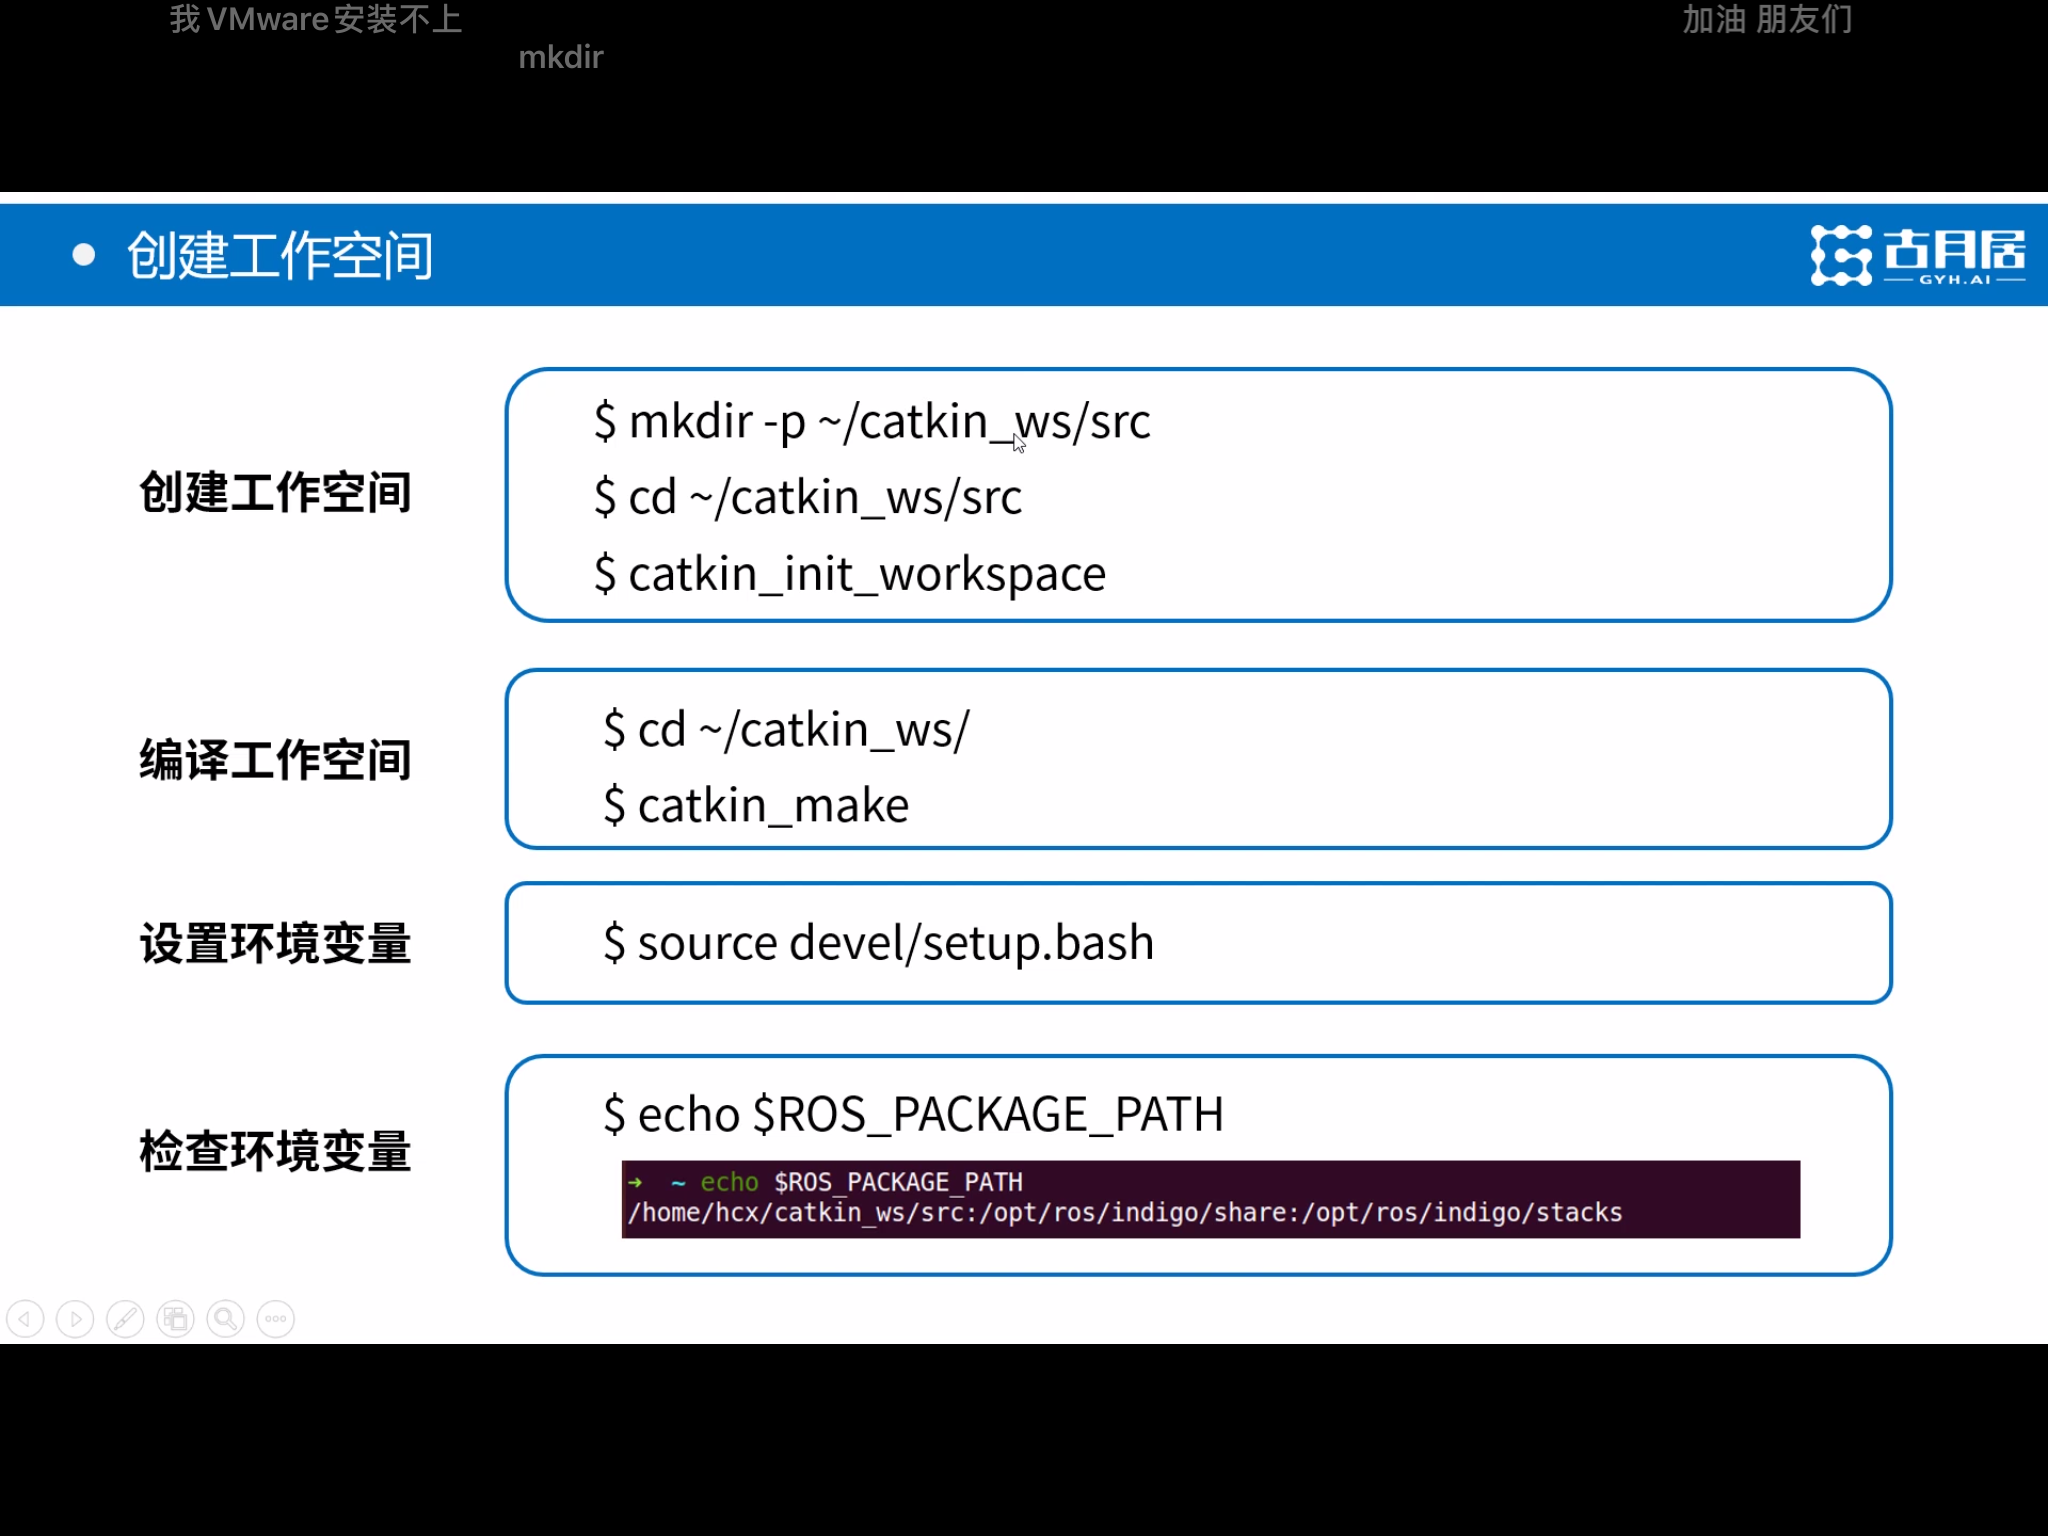 我 VMware安装不上
加油 朋友们
mkdir
• 创建工作空间
古月居
GYH.AI
创建工作空间
$ mkdir -p ~/catkin_ws/src
$ cd ~/catkin_ws/src
$ catkin_init_workspace
编译工作空间
$ cd ~/catkin_ws/
$ catkin_make
设置环境变量
$ source devel/setup.bash
检查环境变量
$ echo $ROS_PACKAGE_PATH
➜ ~ echo $ROS_PACKAGE_PATH
/home/hcx/catkin_ws/src:/opt/ros/indigo/share:/opt/ros/indigo/stacks